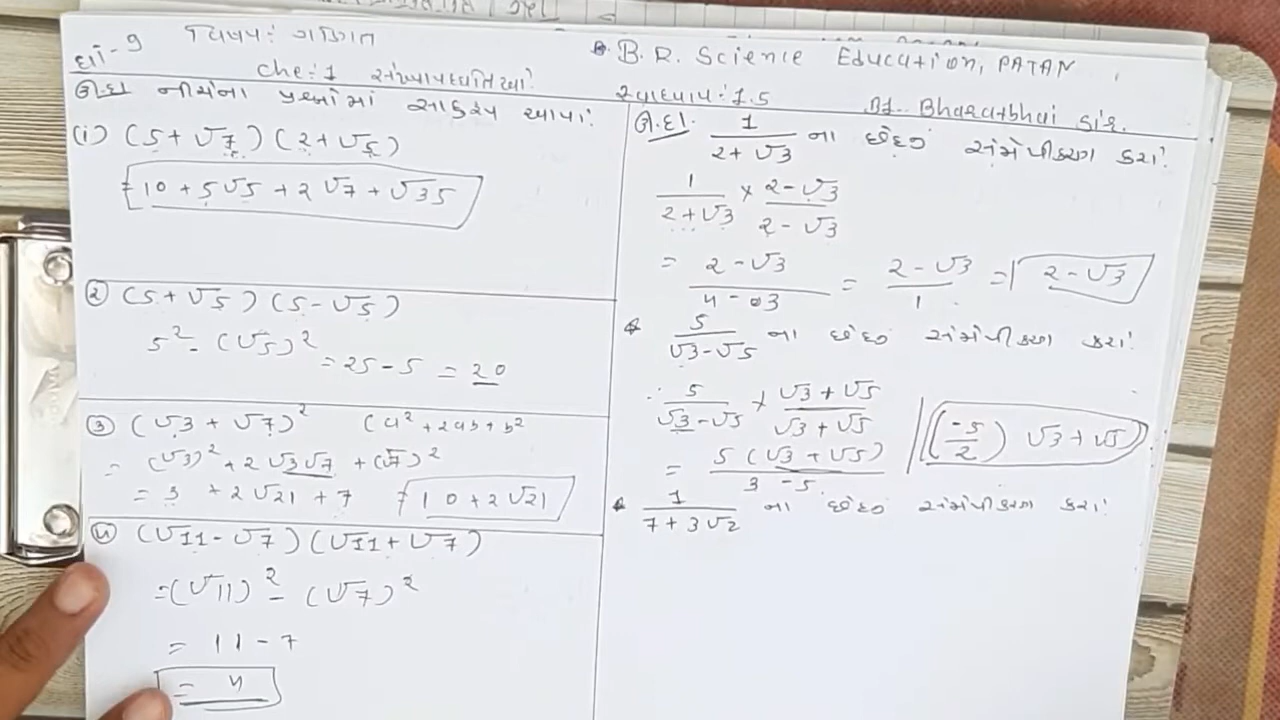 ધો-9 વિષય: ગણિત
B.R. Science Education, PATAN
Che:1 સંખ્યાપદ્ધતિઓ
સ્વાધ્યાય: 1.5
By. Bharatbhai
ઉ.દા નીચેના પ્રશ્નોમાં સાદુરૂપ આપો:
(i) (5+√7)(2+√5)
= 10 + 5√5 + 2√7 + √35
② (5+√5)(5-√5)
5² - (√5)²
= 25-5 = 20
③ (√3 + √7)² (a² + 2ab + b²
= (√3)² + 2√3√7 + (√7)²
= 3 + 2√21 + 7 = 10 + 2√21
(√11 - √7)(√11 + √7)
= (√11)² - (√7)²
= 11 - 7
= 4
ઉ.દા. 1/(2+√3) ના છેદનું સંમેયીકરણ કરો:
1/(2+√3) × (2-√3)/(2-√3)
= (2-√3)/(4-3) = (2-√3)/1 = 2-√3
5/(√3-√5) ના છેદનું સંમેયીકરણ કરો:
∴ 5/(√3-√5) × (√3+√5)/(√3+√5)
= 5(√3+√5)/(3-5) (-5/2) √3+√5)
1/(7+3√2) ના છેદનું સંમેયીકરણ કરો: